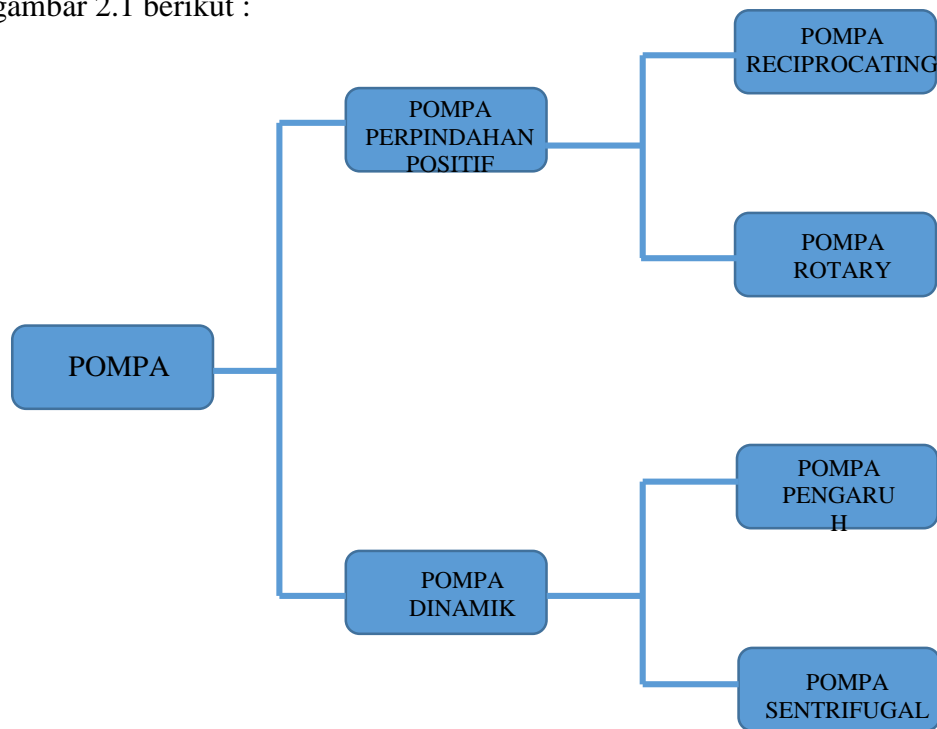 gambar 2.1 berikut :
POMPA
RECIPROCATING
POMPA
PERPINDAHAN
POSITIF
POMPA
ROTARY
POMPA
POMPA
PENGARU
H
POMPA
DINAMIK
POMPA
SENTRIFUGAL